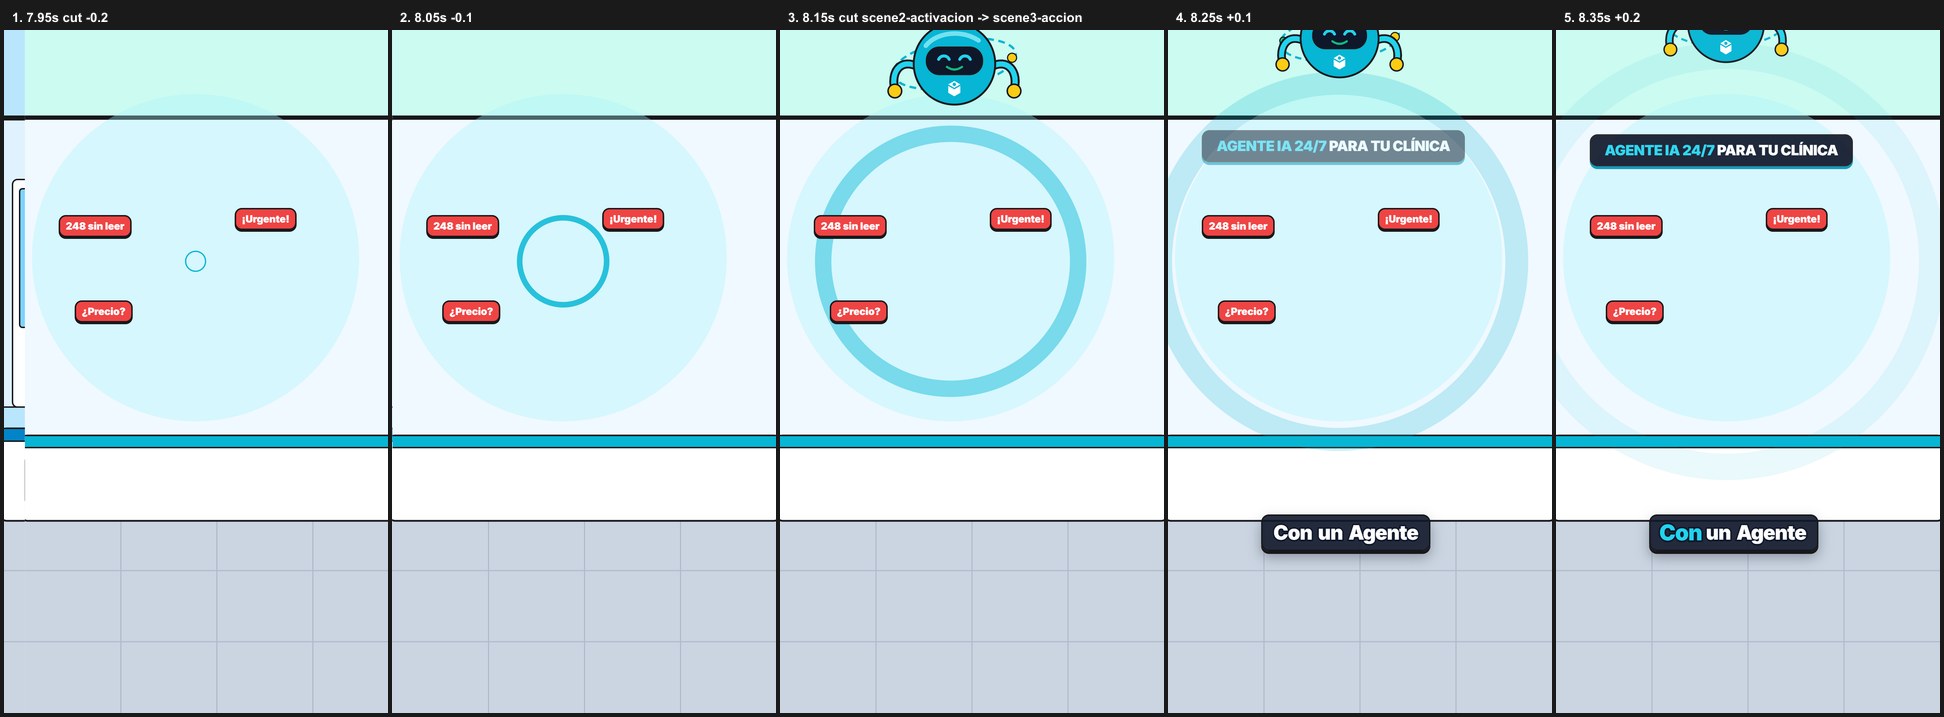 1. 7.95s cut -0.2
248 sin leer
¡Urgente!
¿Precio?
2. 8.05s -0.1
248 sin leer
¡Urgente!
¿Precio?
3. 8.15s cut scene2-activacion -> scene3-accion
248 sin leer
¡Urgente!
¿Precio?
4. 8.25s +0.1
AGENTE IA 24/7 PARA TU CLÍNICA
248 sin leer
¡Urgente!
¿Precio?
Con un Agente
5. 8.35s +0.2
AGENTE IA 24/7 PARA TU CLÍNICA
248 sin leer
¡Urgente!
¿Precio?
Con un Agente